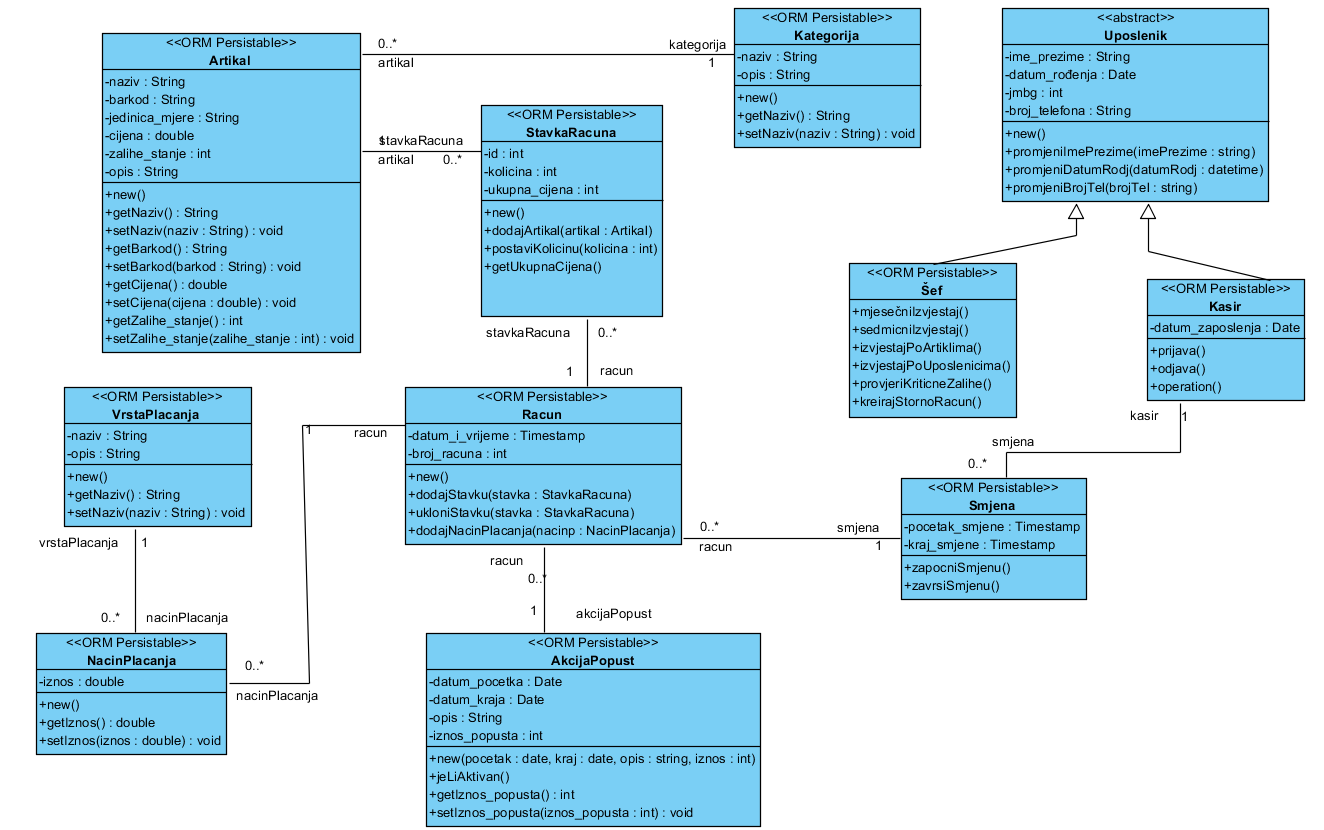 <<ORM Persistable>>
Artikal
-naziv : String
-barkod : String
-jedinica_mjere : String
-cijena : double
-zalihe_stanje : int
-opis : String
+new()
+getNaziv() : String
+setNaziv(naziv : String) : void
+getBarkod() : String
+setBarkod(barkod : String) : void
+getCijena() : double
+setCijena(cijena : double) : void
+getZalihe_stanje() : int
+setZalihe_stanje(zalihe_stanje : int) : void
0..*
artikal
kategorija
1
<<ORM Persistable>>
Kategorija
-naziv : String
-opis : String
+new()
+getNaziv() : String
+setNaziv(naziv : String) : void
<<abstract>>
Uposlenik
-ime_prezime : String
-datum_rođenja : Date
-jmbg : int
-broj_telefona : String
+new()
+promjeniImePrezime(imePrezime : string)
+promjeniDatumRodj(datumRodj : datetime)
+promjeniBrojTel(brojTel : string)
1
stavkaRacuna
artikal
0..*
<<ORM Persistable>>
StavkaRacuna
-id : int
-kolicina : int
-ukupna_cijena : int
+new()
+dodajArtikal(artikal : Artikal)
+postaviKolicinu(kolicina : int)
+getUkupnaCijena()
stavkaRacuna
0..*
1
racun
<<ORM Persistable>>
Šef
+mjesečniIzvjestaj()
+sedmicniIzvjestaj()
+izvjestajPoArtiklima()
+izvjestajPoUposlenicima()
+provjeriKriticneZalihe()
+kreirajStornoRacun()
<<ORM Persistable>>
Kasir
-datum_zaposlenja : Date
+prijava()
+odjava()
+operation()
kasir
1
smjena
0..*
<<ORM Persistable>>
VrstaPlacanja
-naziv : String
-opis : String
+new()
+getNaziv() : String
+setNaziv(naziv : String) : void
1
racun
<<ORM Persistable>>
Racun
-datum_i_vrijeme : Timestamp
-broj_racuna : int
+new()
+dodajStavku(stavka : StavkaRacuna)
+ukloniStavku(stavka : StavkaRacuna)
+dodajNacinPlacanja(nacinp : NacinPlacanja)
0..*
racun
smjena
1
<<ORM Persistable>>
Smjena
-pocetak_smjene : Timestamp
-kraj_smjene : Timestamp
+zapocniSmjenu()
+zavrsiSmjenu()
vrstaPlacanja
1
0..*
nacinPlacanja
racun
0..*
1
akcijaPopust
<<ORM Persistable>>
NacinPlacanja
-iznos : double
+new()
+getIznos() : double
+setIznos(iznos : double) : void
0..*
nacinPlacanja
<<ORM Persistable>>
AkcijaPopust
-datum_pocetka : Date
-datum_kraja : Date
-opis : String
-iznos_popusta : int
+new(pocetak : date, kraj : date, opis : string, iznos : int)
+jeLiAktivan()
+getIznos_popusta() : int
+setIznos_popusta(iznos_popusta : int) : void